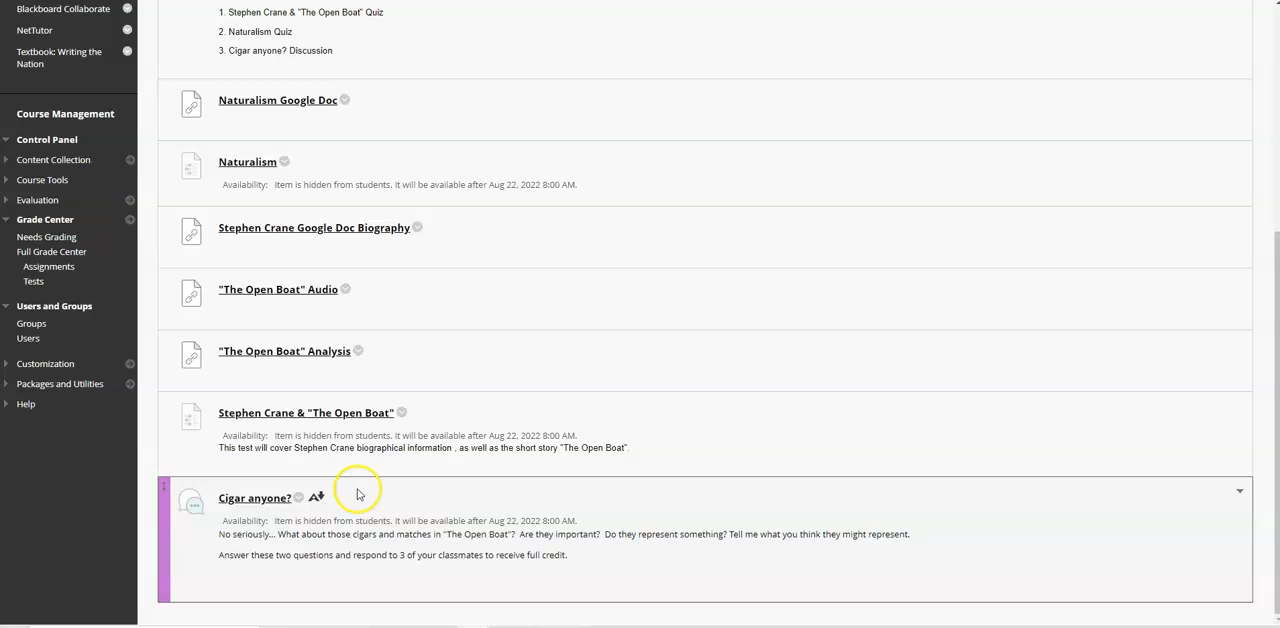 Blackboard Collaborate
NetTutor
Textbook: Writing the
Nation
Course Management
Control Panel
Content Collection
Course Tools
Evaluation
Grade Center
Needs Grading
Full Grade Center
Assignments
Tests
Users and Groups
Groups
Users
Customization
Packages and Utilities
Help
1. Stephen Crane & "The Open Boat" Quiz
2. Naturalism Quiz
3. Cigar anyone? Discussion
Naturalism Google Doc
Naturalism
Availability: Item is hidden from students. It will be available after Aug 22, 2022 8:00 AM.
Stephen Crane Google Doc Biography
"The Open Boat" Audio
"The Open Boat" Analysis
Stephen Crane & "The Open Boat"
Availability: Item is hidden from students. It will be available after Aug 22, 2022 8:00 AM.
This test will cover Stephen Crane biographical information , as well as the short story "The Open Boat".
Cigar anyone?
Availability: Item is hidden from students. It will be available after Aug 22, 2022 8:00 AM.
No seriously... What about those cigars and matches in "The Open Boat"? Are they important? Do they represent something? Tell me what you think they might represent.
Answer these two questions and respond to 3 of your classmates to receive full credit.